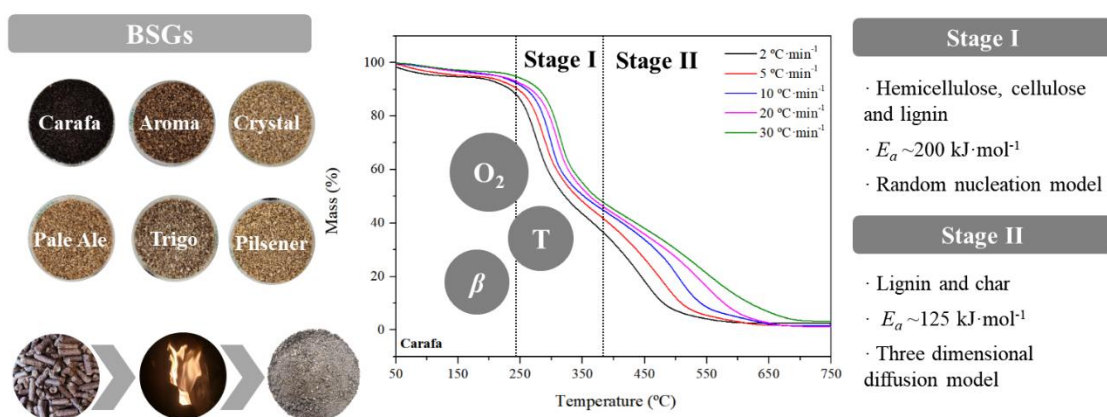 BSGs
Carafa
Aroma
Crystal
Pale Ale
Trigo
Pilsener
Stage I
Stage II
2 ºC·min-1
5 ºC·min-1
10 ºC·min-1
20 ºC·min-1
30 ºC·min-1
Mass (%)
100
80
60
40
20
0
O2
T
β
Carafa
50
150
250
350
450
550
650
750
Temperature (ºC)
Stage I
· Hemicellulose, cellulose
and lignin
· Ea ~200 kJ·mol-1
· Random nucleation model
Stage II
· Lignin and char
· Ea ~125 kJ·mol-1
· Three dimensional
diffusion model